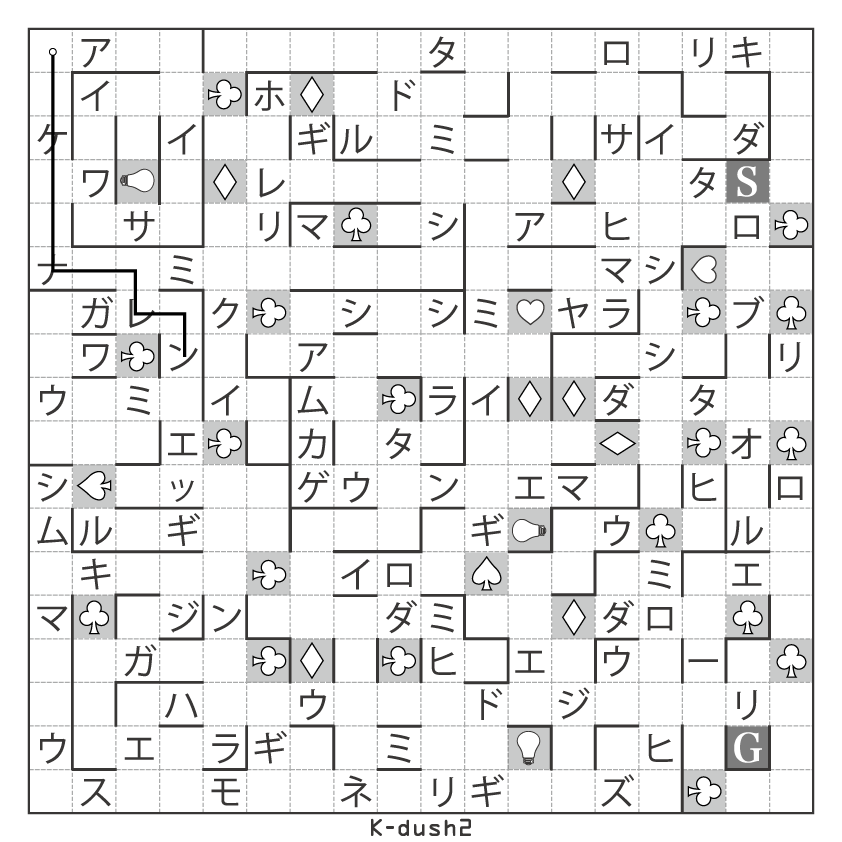 アタロリキ
イホド
ケイギルミサイダ
ワレタS
サリマシアヒロ
ナミマシ
ガレクシシミヤラブ
ワンアシリ
ウミイムライダタ
エカタオ
シッゲウンエマヒロ
ムルギギウル
キイロミエ
マジンダミダロ
ガヒエウー
ハウドジリ
ウエラギミヒG
スモネリギズ
K-dush2